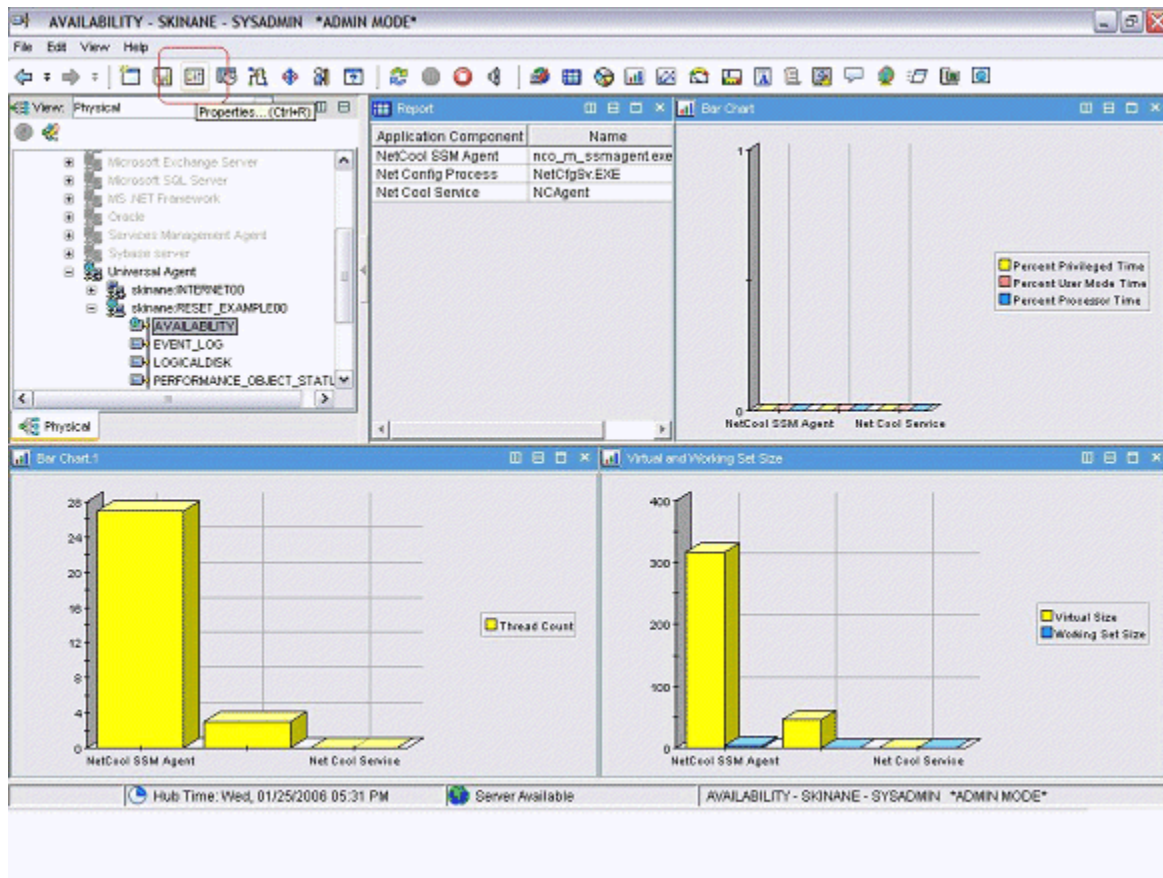 AVAILABILITY - SKINANE - SYSADMIN *ADMIN MODE*
File Edit View Help
View: Physical
Properties... (Ctrl+R)
Microsoft Exchange Server
Microsoft SQL Server
MS .NET Framework
Oracle
Services Management Agent
Sybase server
Universal Agent
skinane:INTERNET00
skinane:RESET_EXAMPLE00
AVAILABILITY
EVENT_LOG
LOGICALDISK
PERFORMANCE_OBJECT_STATU
Physical
Report
Application Component Name
NetCool SSM Agent nco_m_ssmagent.exe
Net Config Process NetCfgSv.EXE
Net Cool Service NCAgent
Bar Chart
1
0
NetCool SSM Agent Net Cool Service
Percent Privileged Time
Percent User Mode Time
Percent Processor Time
Bar Chart:1
28
24
20
16
12
8
4
0
NetCool SSM Agent Net Cool Service
Thread Count
Virtual and Working Set Size
400
300
200
100
0
NetCool SSM Agent Net Cool Service
Virtual Size
Working Set Size
Hub Time: Wed, 01/25/2006 05:31 PM
Server Available
AVAILABILITY - SKINANE - SYSADMIN *ADMIN MODE*